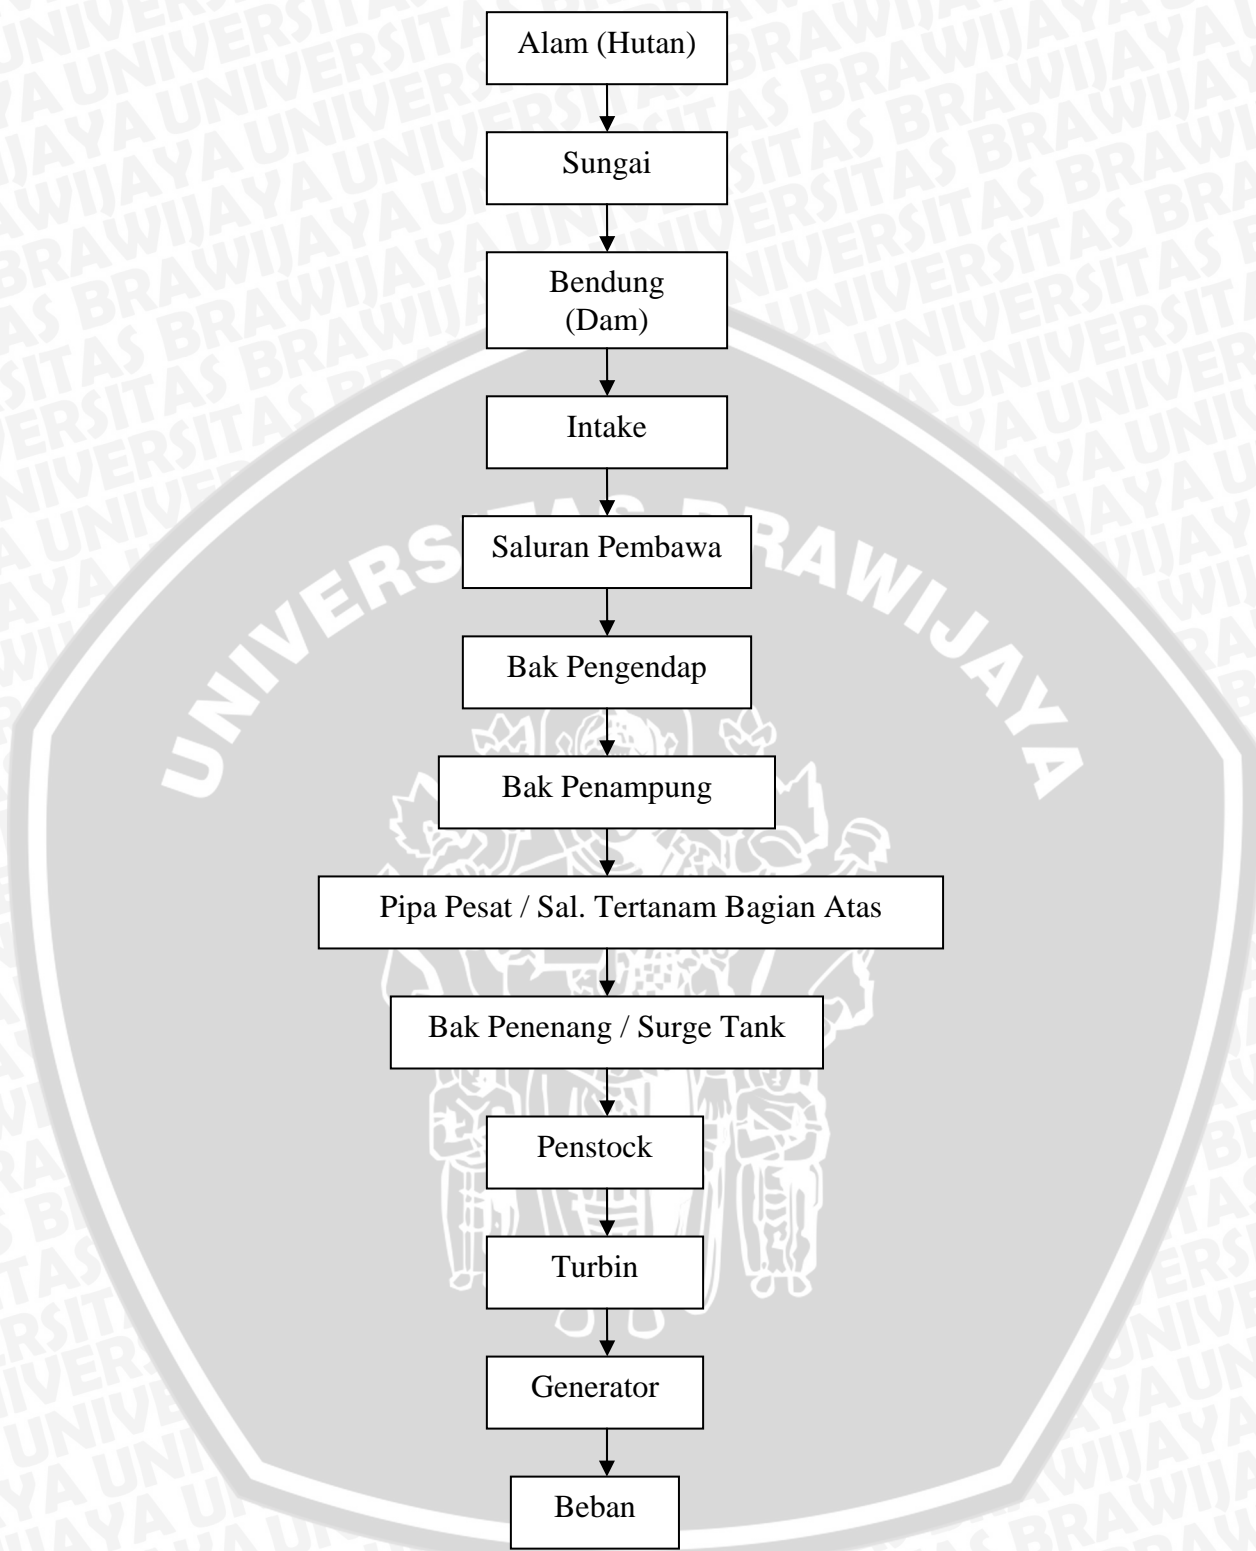 Alam (Hutan)
Sungai
Bendung
(Dam)
Intake
Saluran Pembawa
Bak Pengendap
Bak Penampung
Pipa Pesat / Sal. Tertanam Bagian Atas
Bak Penenang / Surge Tank
Penstock
Turbin
Generator
Beban